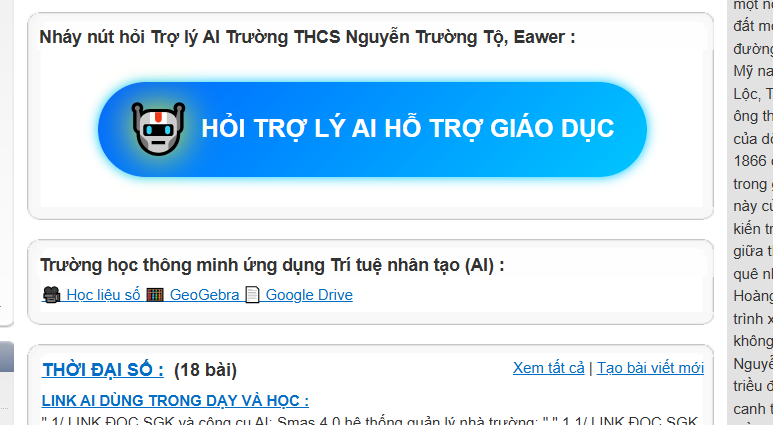 Nháy nút hỏi Trợ lý AI Trường THCS Nguyễn Trường Tộ, Eawer :
HỎI TRỢ LÝ AI HỖ TRỢ GIÁO DỤC
Trường học thông minh ứng dụng Trí tuệ nhân tạo (AI) :
Học liệu số GeoGebra Google Drive
THỜI ĐẠI SỐ : (18 bài)
Xem tất cả | Tạo bài viết mới
LINK AI DÙNG TRONG DẠY VÀ HỌC :
" 1/ LINK ĐỌC SGK và công cụ AI: Smas 4.0 hệ thống quản lý nhà trường: " " 1.1/ LINK ĐỌC SGK
một
đất
đường
Mỹ
Lộc,
ông
của
1866
trong
này
kiến
giữa
quê
Hoàng
trình
không
Nguyễ
triều
canh